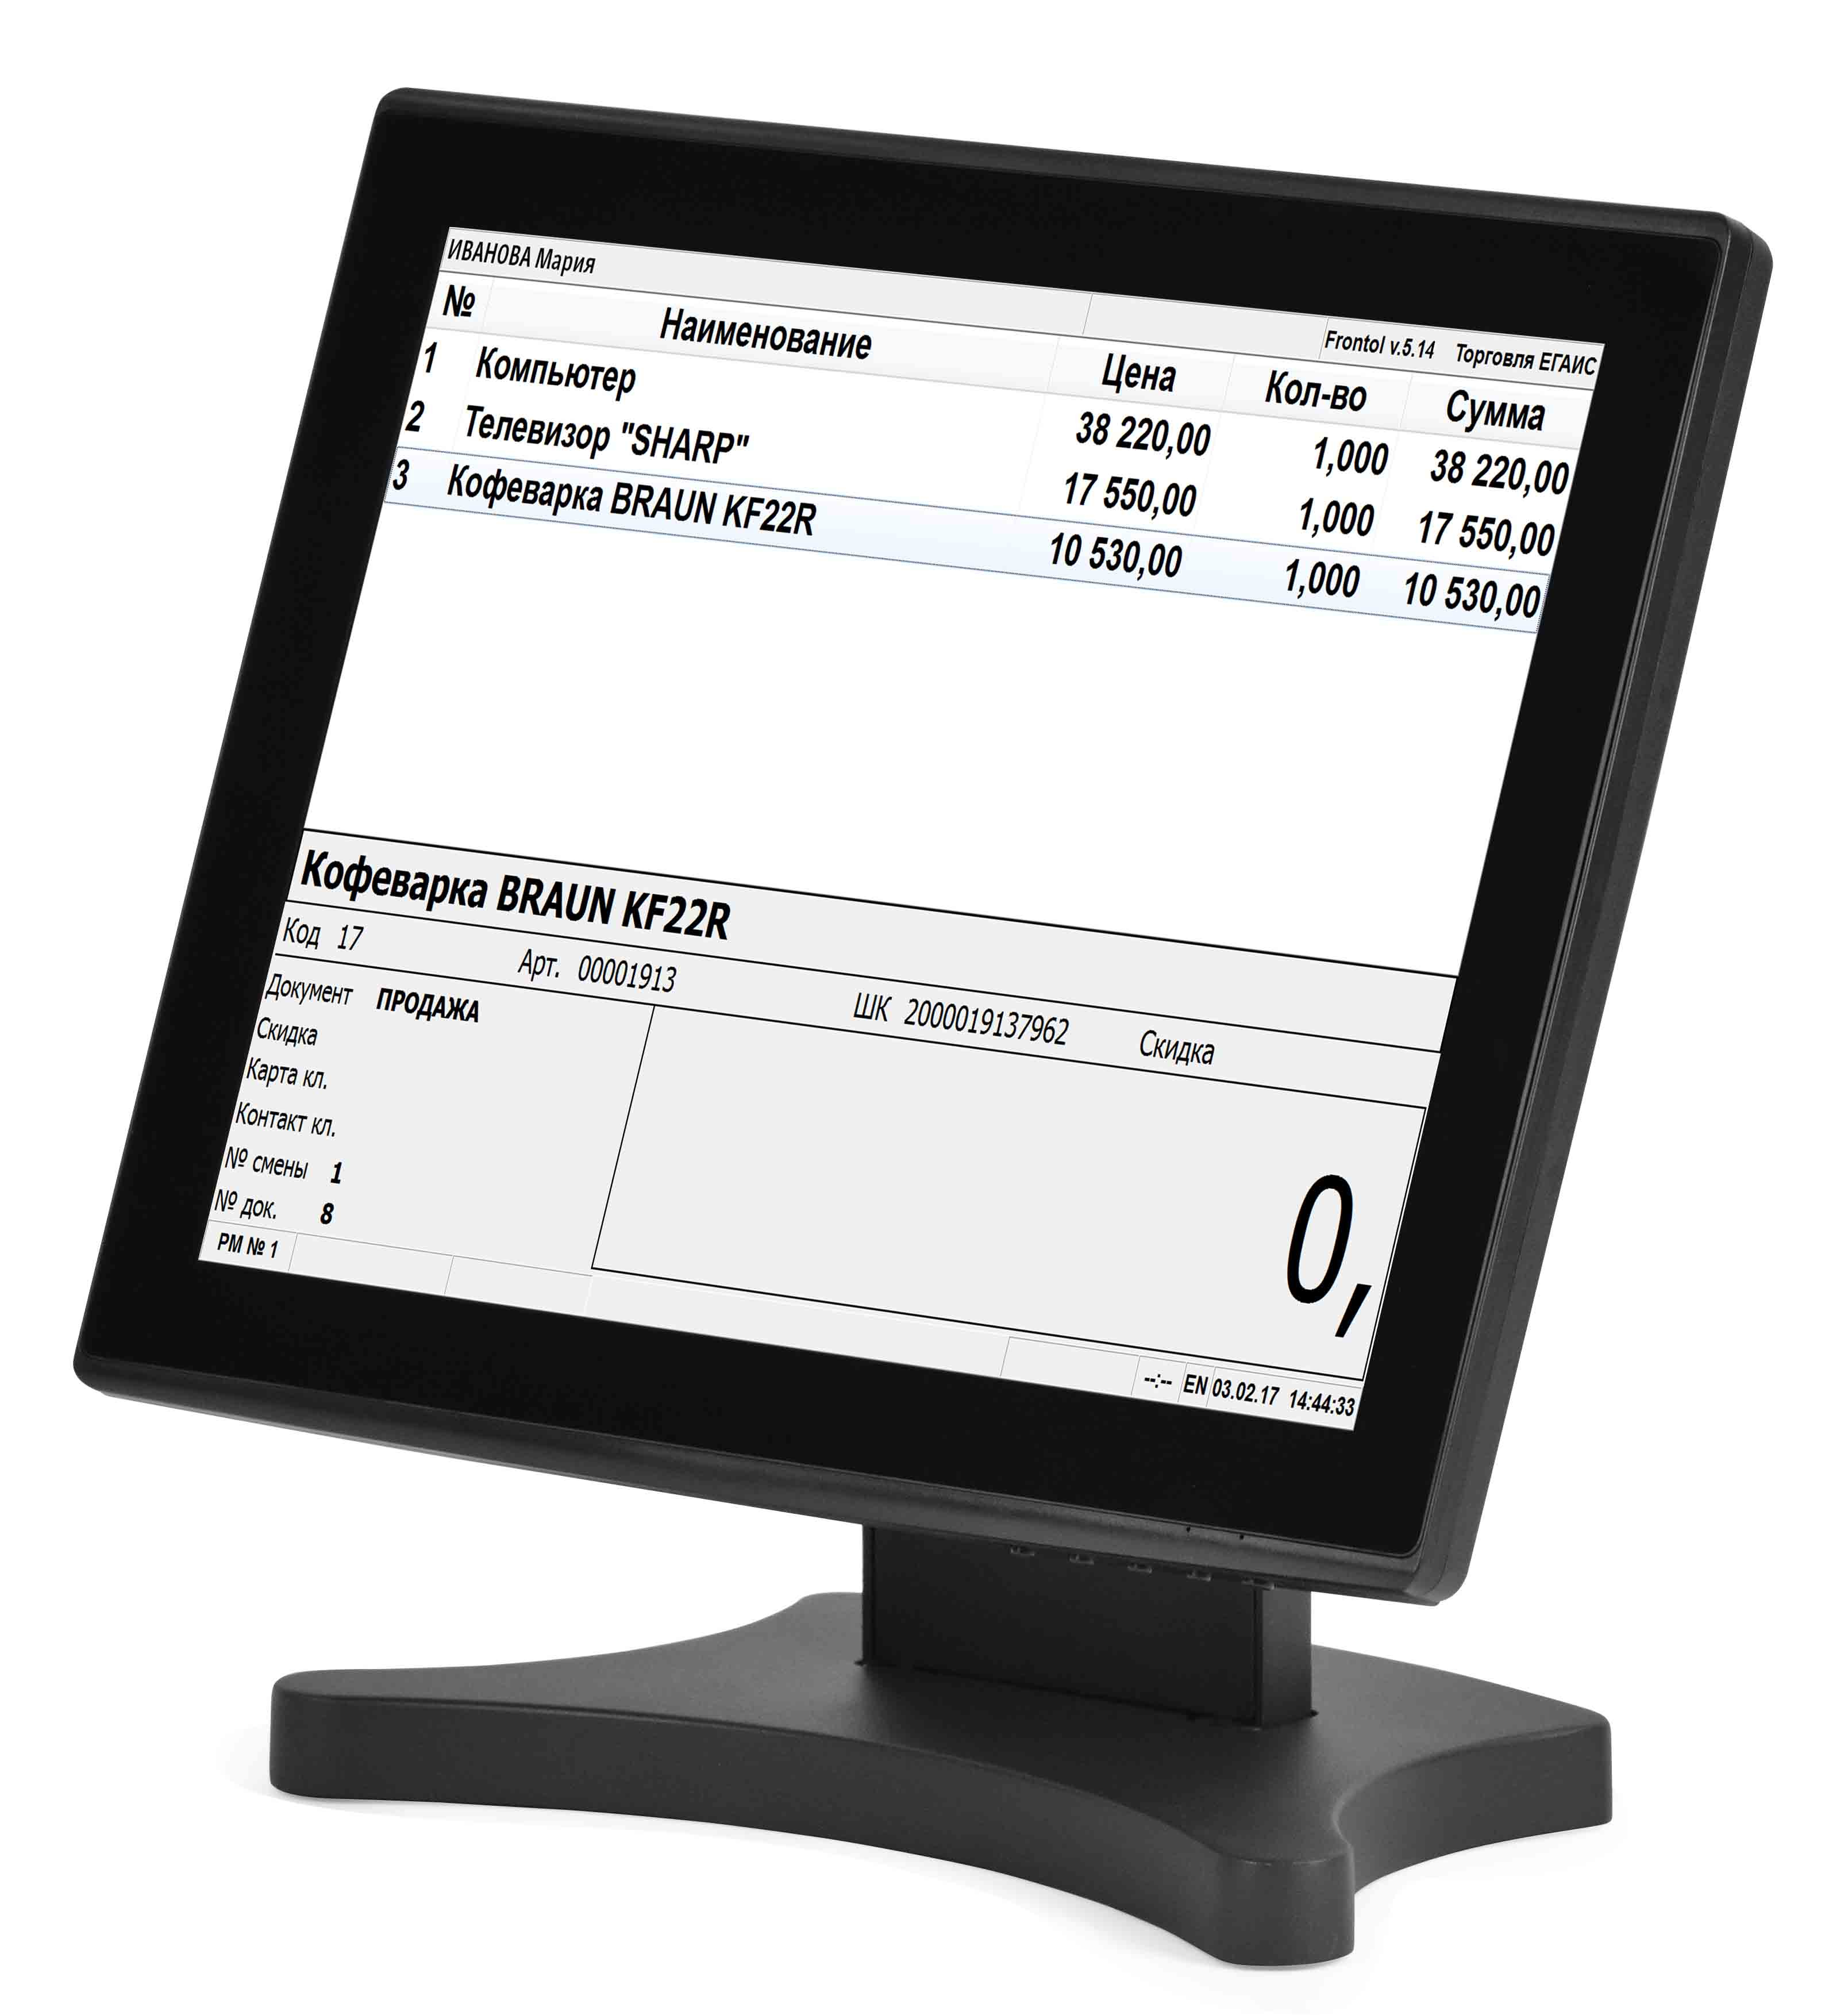 ИВАНОВА Мария
Frontol v.5.14 Торговля ЕГАИС
№ Наименование Цена Кол-во Сумма
1 Компьютер 38 220,00 1,000 38 220,00
2 Телевизор "SHARP" 17 550,00 1,000 17 550,00
3 Кофеварка BRAUN KF22R 10 530,00 1,000 10 530,00
Кофеварка BRAUN KF22R
Код 17 Арт. 00001913 ШК 2000019137962 Скидка
Документ ПРОДАЖА
Скидка
Карта кл.
Контакт кл.
№ смены 1
№ док. 8
0,
РМ № 1
--:-- EN 03.02.17 14:44:33